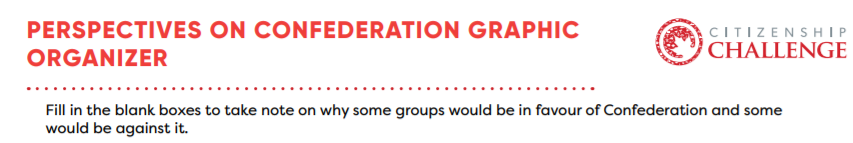 PERSPECTIVES ON CONFEDERATION GRAPHIC
ORGANIZER
CITIZENSHIP
CHALLENGE
Fill in the blank boxes to take note on why some groups would be in favour of Confederation and some
would be against it.